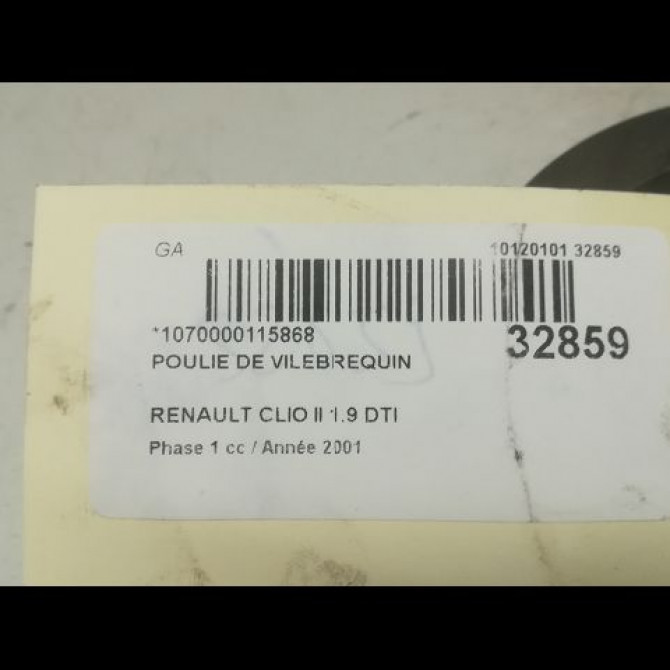 GA 10120101 32859
*1070000115868 32859
POULIE DE VILEBREQUIN
RENAULT CLIO II 1.9 DTI
Phase 1 cc / Année 2001